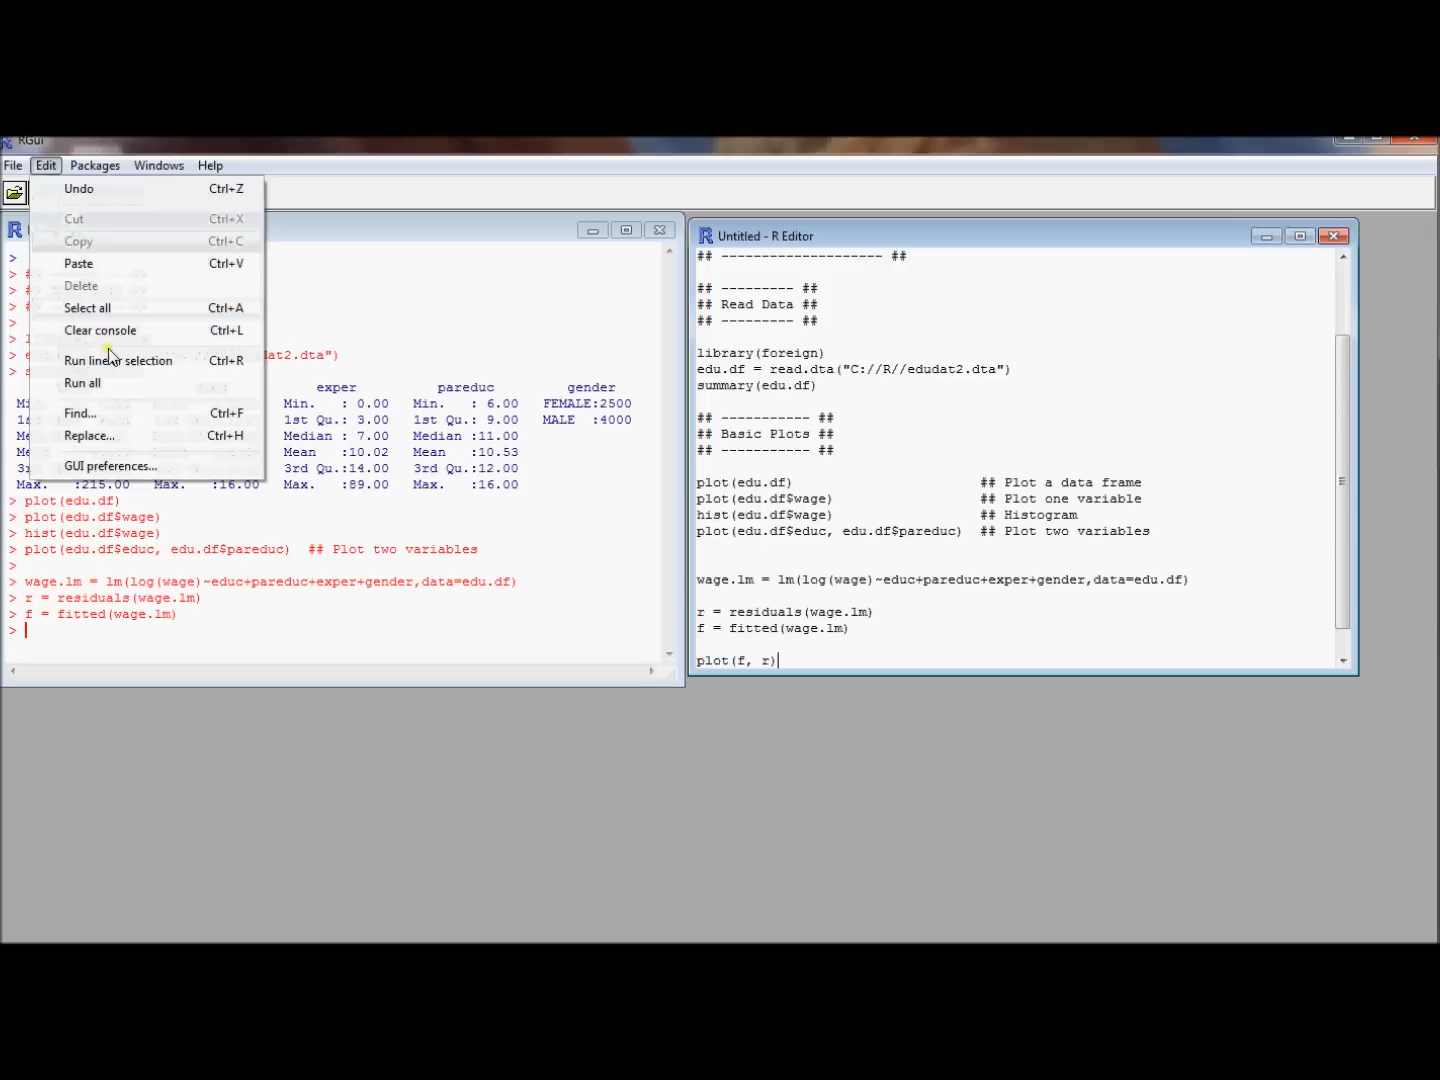 RGui
File Edit Packages Windows Help
Undo Ctrl+Z
Cut Ctrl+X
Copy Ctrl+C
Paste Ctrl+V
Delete
Select all Ctrl+A
Clear console Ctrl+L
Run line or selection Ctrl+R
Run all
Find... Ctrl+F
Replace... Ctrl+H
GUI preferences...
>
>
>
>
>
>
> dat2.dta")
>
exper pareduc gender
Min. : 0.00 Min. : 6.00 FEMALE:2500
1st Qu.: 3.00 1st Qu.: 9.00 MALE :4000
Median : 7.00 Median :11.00
Mean :10.02 Mean :10.53
3rd Qu.:14.00 3rd Qu.:12.00
Max. :215.00 Max. :16.00 Max. :89.00 Max. :16.00
> plot(edu.df)
> plot(edu.df$wage)
> hist(edu.df$wage)
> plot(edu.df$educ, edu.df$pareduc) ## Plot two variables
>
> wage.lm = lm(log(wage)~educ+pareduc+exper+gender,data=edu.df)
> r = residuals(wage.lm)
> f = fitted(wage.lm)
>
Untitled - R Editor
## -------------------- ##
## --------- ##
## Read Data ##
## --------- ##
library(foreign)
edu.df = read.dta("C://R//edudat2.dta")
summary(edu.df)
## ----------- ##
## Basic Plots ##
## ----------- ##
plot(edu.df) ## Plot a data frame
plot(edu.df$wage) ## Plot one variable
hist(edu.df$wage) ## Histogram
plot(edu.df$educ, edu.df$pareduc) ## Plot two variables
wage.lm = lm(log(wage)~educ+pareduc+exper+gender,data=edu.df)
r = residuals(wage.lm)
f = fitted(wage.lm)
plot(f, r)